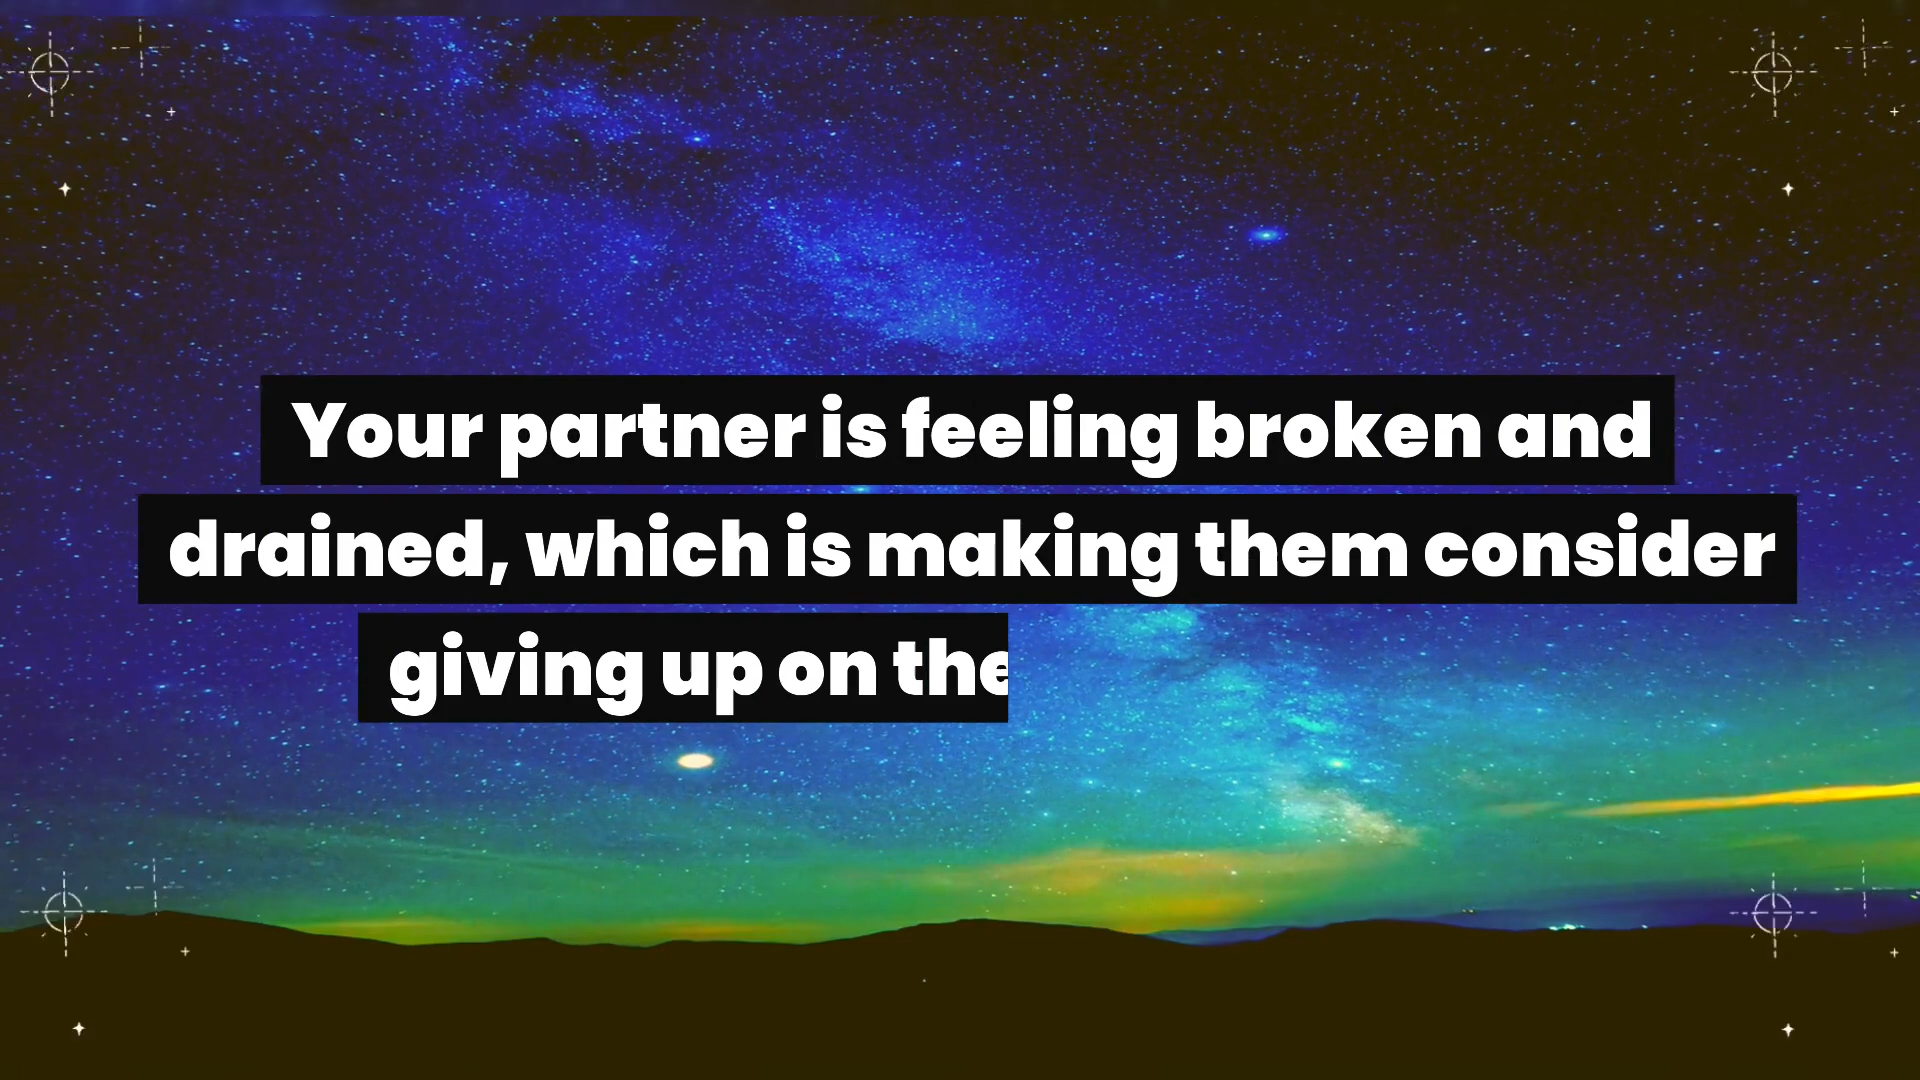 Your partner is feeling broken and
drained, which is making them consider
giving up on the